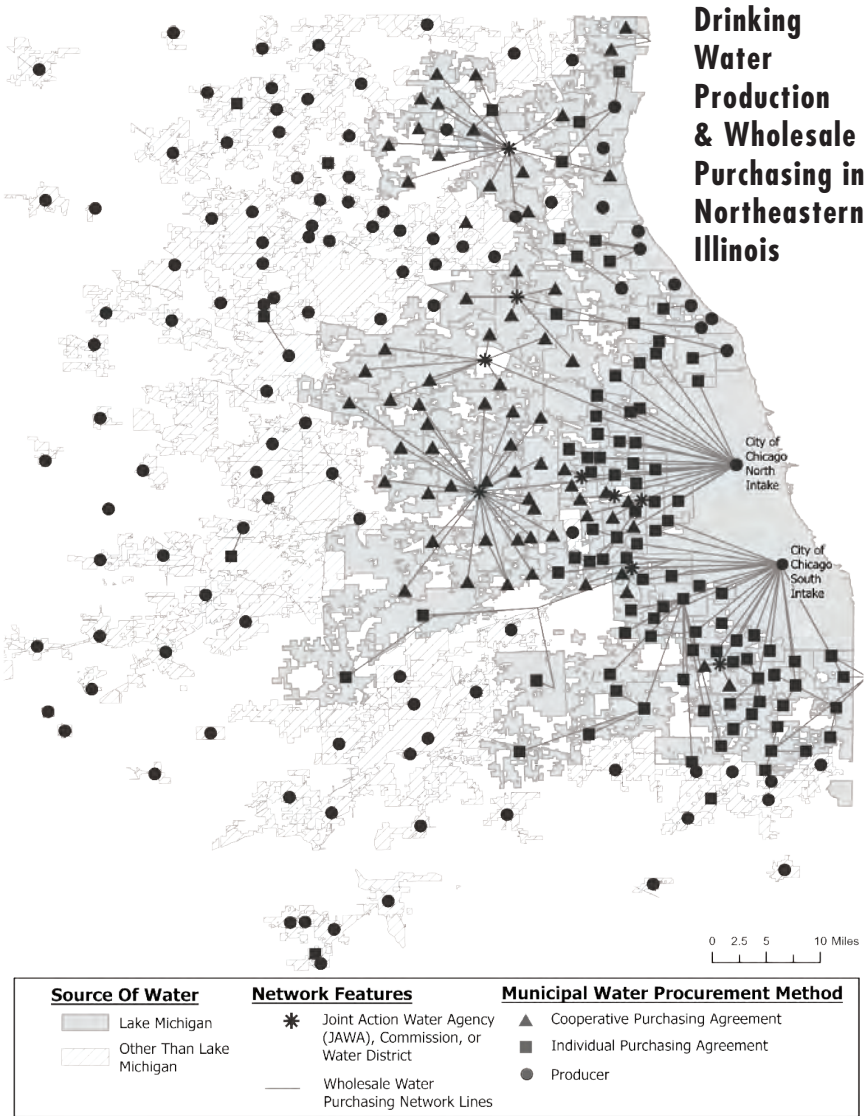 Drinking
Water
Production
& Wholesale
Purchasing in
Northeastern
Illinois
City of
Chicago
North
Intake
City of
Chicago
South
Intake
0 2.5 5 10 Miles
Source Of Water
Lake Michigan
Other Than Lake
Michigan
Network Features
Joint Action Water Agency
(JAWA), Commission, or
Water District
Wholesale Water
Purchasing Network Lines
Municipal Water Procurement Method
Cooperative Purchasing Agreement
Individual Purchasing Agreement
Producer